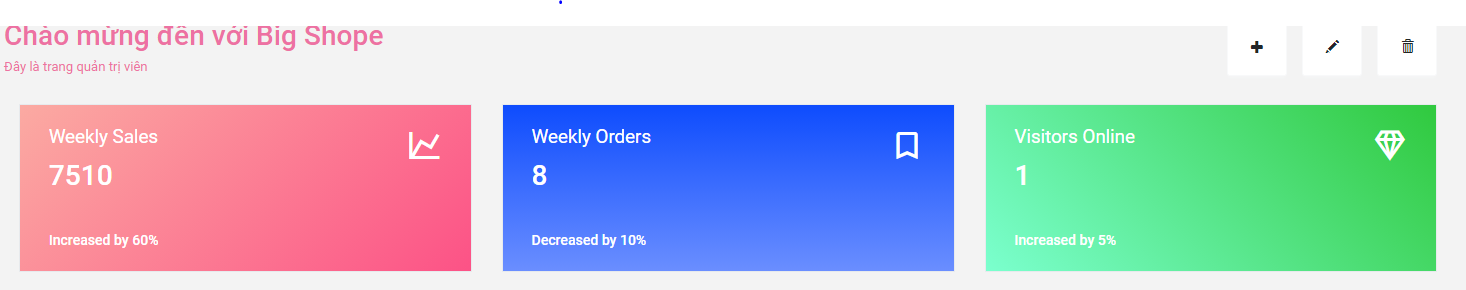 Chào mừng đến với Big Shope
Đây là trang quản trị viên
Weekly Sales
7510
Increased by 60%
Weekly Orders
8
Decreased by 10%
Visitors Online
1
Increased by 5%